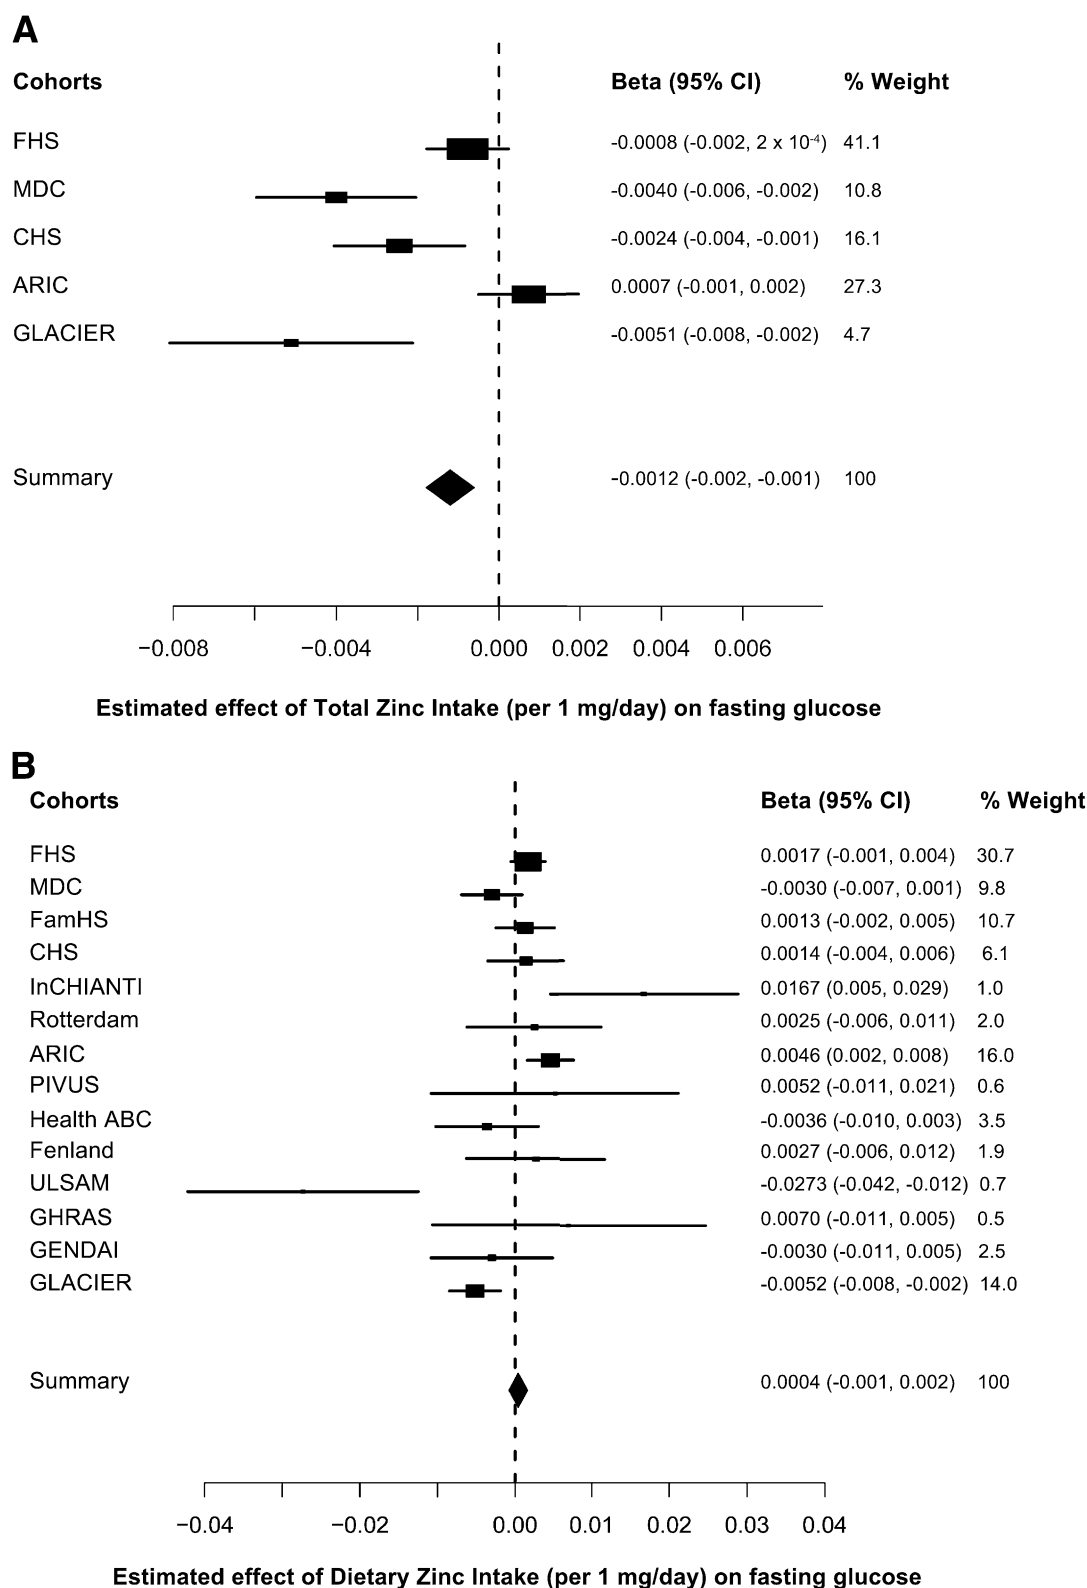 A
Cohorts Beta (95% CI) % Weight
FHS -0.0008 (-0.002, 2 x 10⁻⁴) 41.1
MDC -0.0040 (-0.006, -0.002) 10.8
CHS -0.0024 (-0.004, -0.001) 16.1
ARIC 0.0007 (-0.001, 0.002) 27.3
GLACIER -0.0051 (-0.008, -0.002) 4.7
Summary −0.0012 (-0.002, -0.001) 100
−0.008 −0.004 0.000 0.002 0.004 0.006
Estimated effect of Total Zinc Intake (per 1 mg/day) on fasting glucose
B
Cohorts Beta (95% CI) % Weight
FHS 0.0017 (-0.001, 0.004) 30.7
MDC -0.0030 (-0.007, 0.001) 9.8
FamHS 0.0013 (-0.002, 0.005) 10.7
CHS 0.0014 (-0.004, 0.006) 6.1
InCHIANTI 0.0167 (0.005, 0.029) 1.0
Rotterdam 0.0025 (-0.006, 0.011) 2.0
ARIC 0.0046 (0.002, 0.008) 16.0
PIVUS 0.0052 (-0.011, 0.021) 0.6
Health ABC -0.0036 (-0.010, 0.003) 3.5
Fenland 0.0027 (-0.006, 0.012) 1.9
ULSAM -0.0273 (-0.042, -0.012) 0.7
GHRAS 0.0070 (-0.011, 0.005) 0.5
GENDAI -0.0030 (-0.011, 0.005) 2.5
GLACIER -0.0052 (-0.008, -0.002) 14.0
Summary 0.0004 (-0.001, 0.002) 100
−0.04 −0.02 0.00 0.01 0.02 0.03 0.04
Estimated effect of Dietary Zinc Intake (per 1 mg/day) on fasting glucose